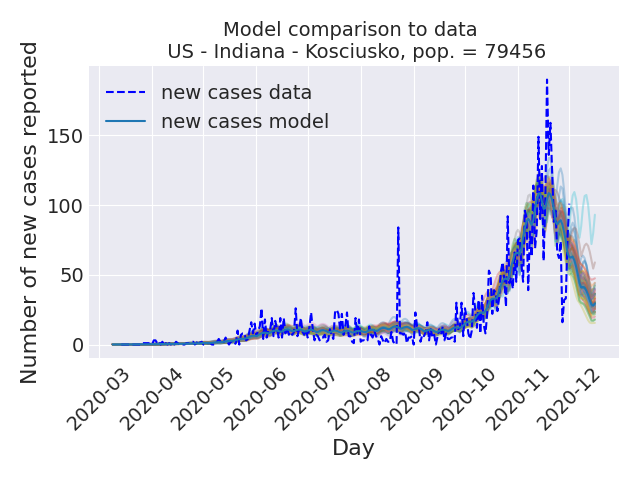 Model comparison to data
US - Indiana - Kosciusko, pop. = 79456
Number of new cases reported
new cases data
new cases model
150
100
50
0
2020-03
2020-04
2020-05
2020-06
2020-07
2020-08
2020-09
2020-10
2020-11
2020-12
Day